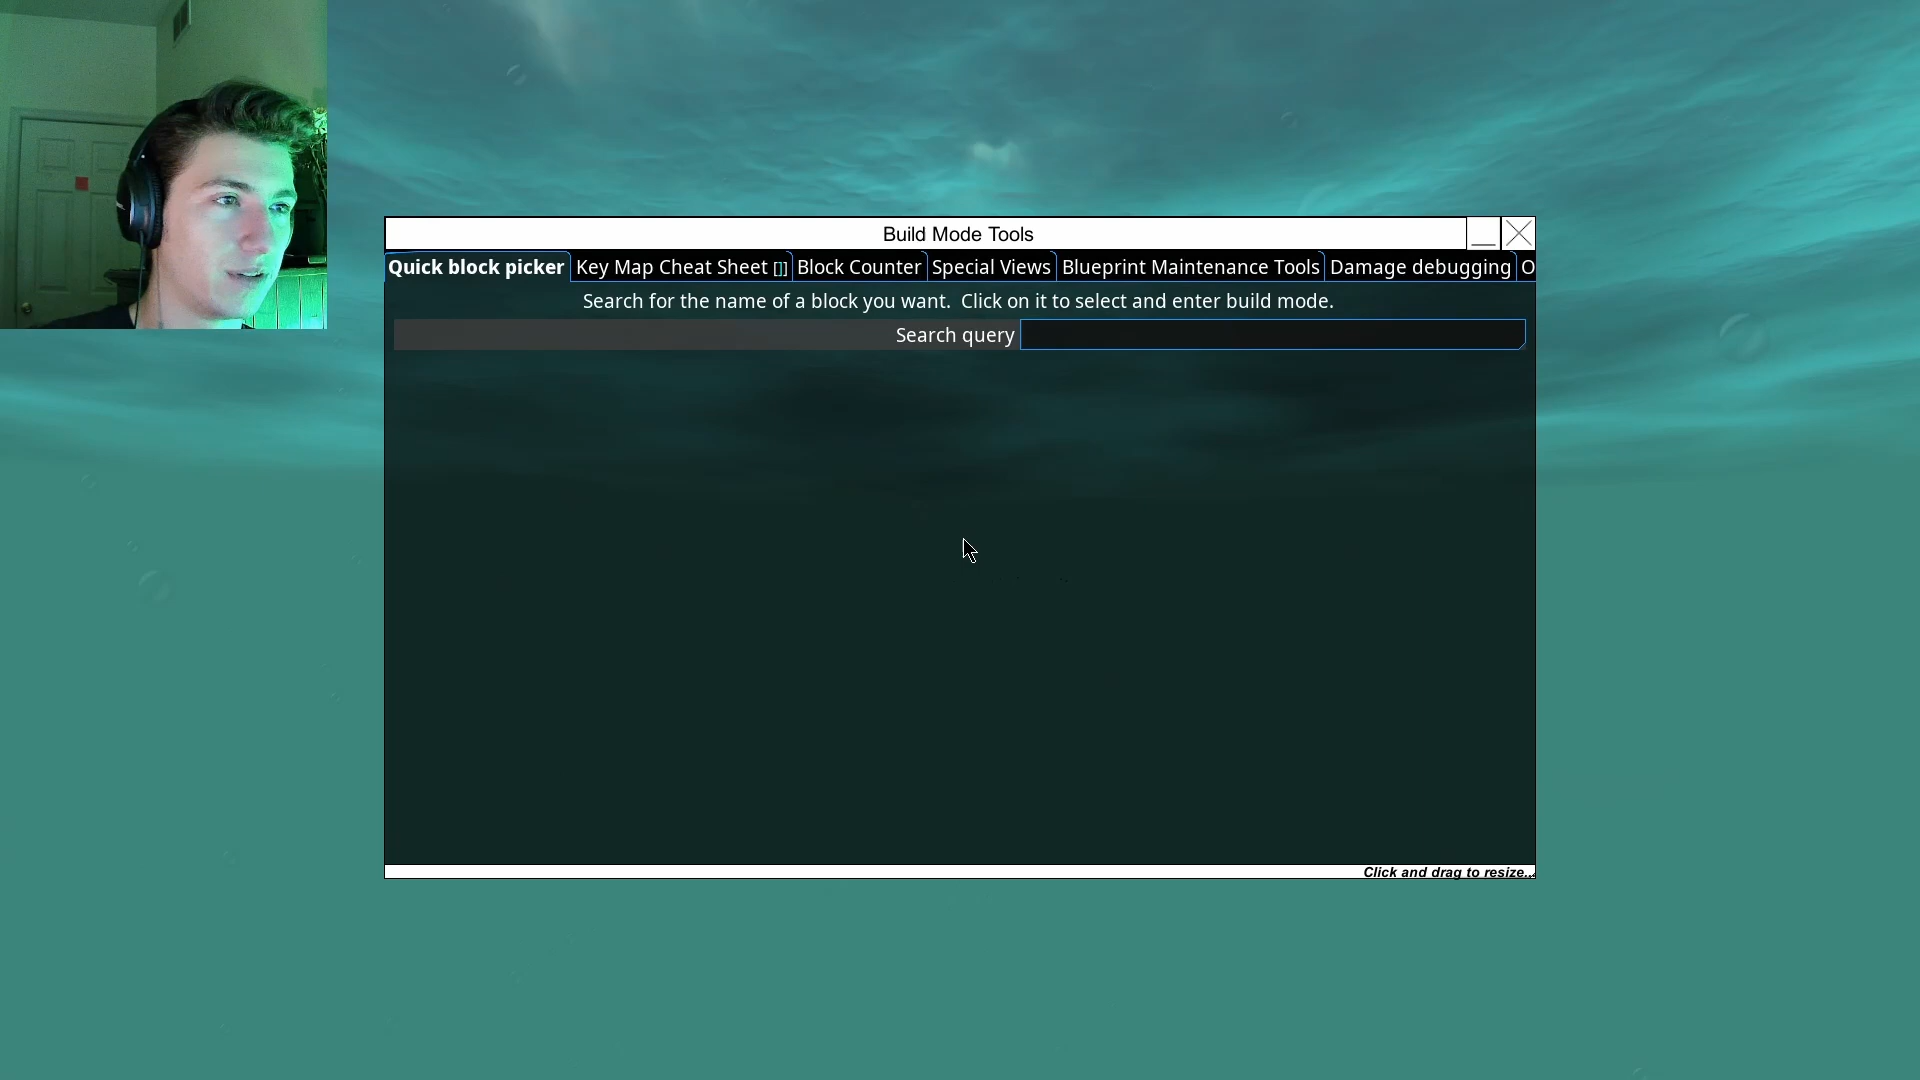 Build Mode Tools
Quick block picker Key Map Cheat Sheet [] Block Counter Special Views Blueprint Maintenance Tools Damage debugging O
Search for the name of a block you want. Click on it to select and enter build mode.
Search query
Click and drag to resize...